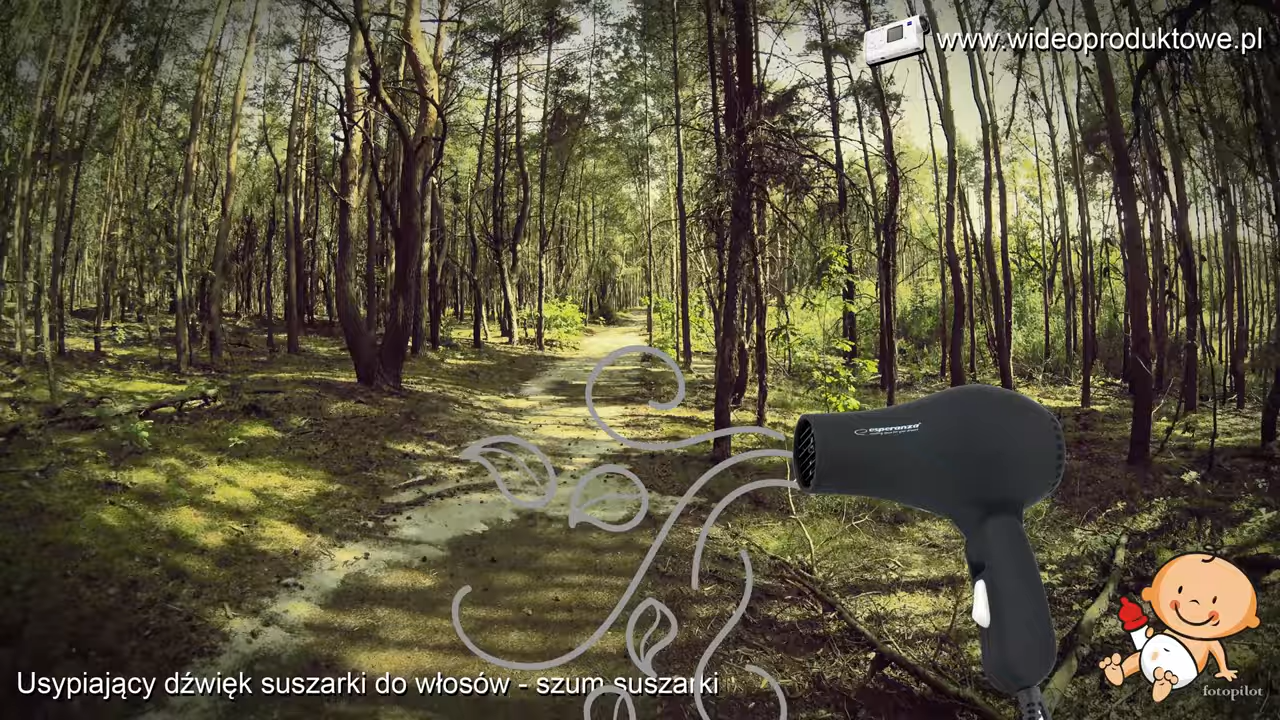 www.wideoproduktowe.pl
esperanza
Usypiający dźwięk suszarki do włosów - szum suszarki
fotopilot